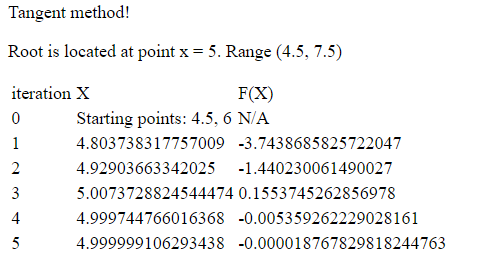 Tangent method!
Root is located at point x = 5. Range (4.5, 7.5)
iteration X F(X)
0 Starting points: 4.5, 6 N/A
1 4.803738317757009 -3.7438685825722047
2 4.92903663342025 -1.440230061490027
3 5.0073728824544474 0.1553745262856978
4 4.999744766016368 -0.005359262229028161
5 4.999999106293438 -0.000018767829818244763